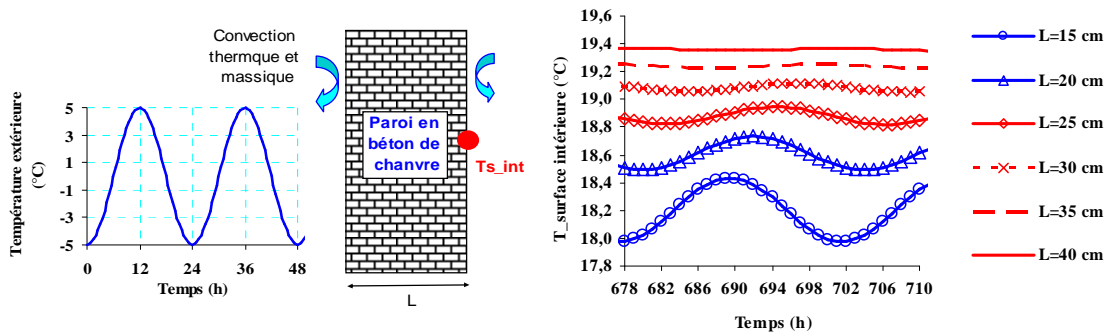 Convection
thermque et
massique
Température extérieure
(°C)
5
3
1
-1
-3
-5
0
12
24
36
48
Temps (h)
Paroi en
béton de
chanvre
Ts_int
L
T_surface intérieure (°C)
19,6
19,4
19,2
19,0
18,8
18,6
18,4
18,2
18,0
17,8
678 682 686 690 694 698 702 706 710
Temps (h)
L=15 cm
L=20 cm
L=25 cm
L=30 cm
L=35 cm
L=40 cm